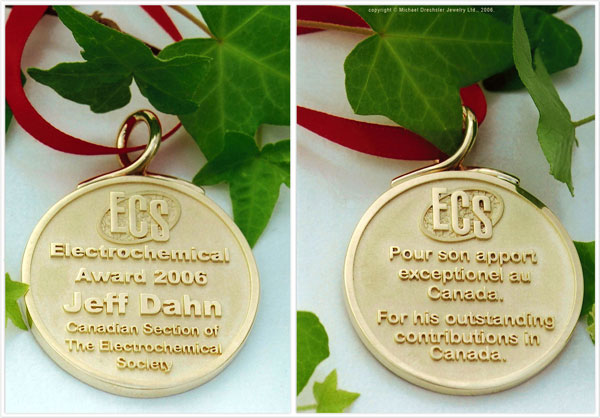 ECS
Electrochemical
Award 2006
Jeff Dahn
Canadian Section of
The Electrochemical
Society
copyright © Michael Drechsler Jewelry Ltd., 2006.
ECS
Pour son apport
exceptionel au
Canada.
For his outstanding
contributions in
Canada.